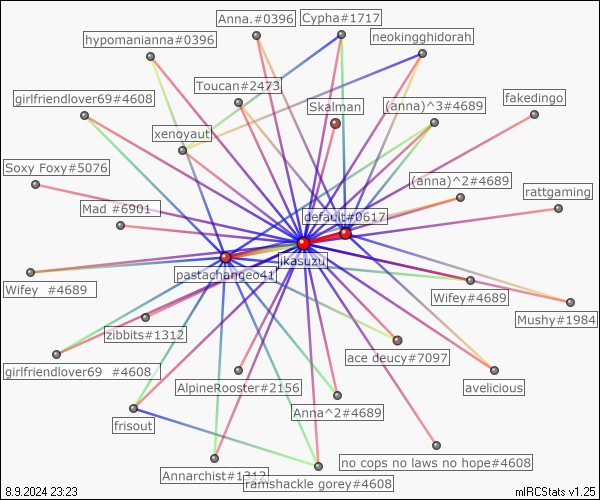 Anna.#0396
Cypha#1717
hypomanianna#0396
neokingghidorah
Toucan#2473
girlfriendlover69#4608
Skalman
(anna)^3#4689
fakedingo
xenoyaut
Soxy Foxy#5076
(anna)^2#4689
Mad #6901
default#0617
rattgaming
ikasuzu
pastachangeo41
Wifey #4689
Wifey#4689
Mushy#1984
zibbits#1312
ace deucy#7097
girlfriendlover69 #4608
AlpineRooster#2156
avelicious
Anna^2#4689
frisout
no cops no laws no hope#4608
Annarchist#1312
ramshackle gorey#4608
8.9.2024 23:23
mIRCStats v1.25